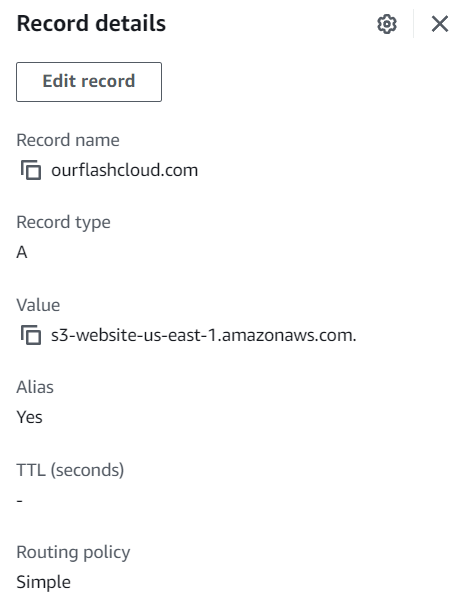 Record details
Edit record
Record name
ourflashcloud.com
Record type
A
Value
s3-website-us-east-1.amazonaws.com.
Alias
Yes
TTL (seconds)
-
Routing policy
Simple